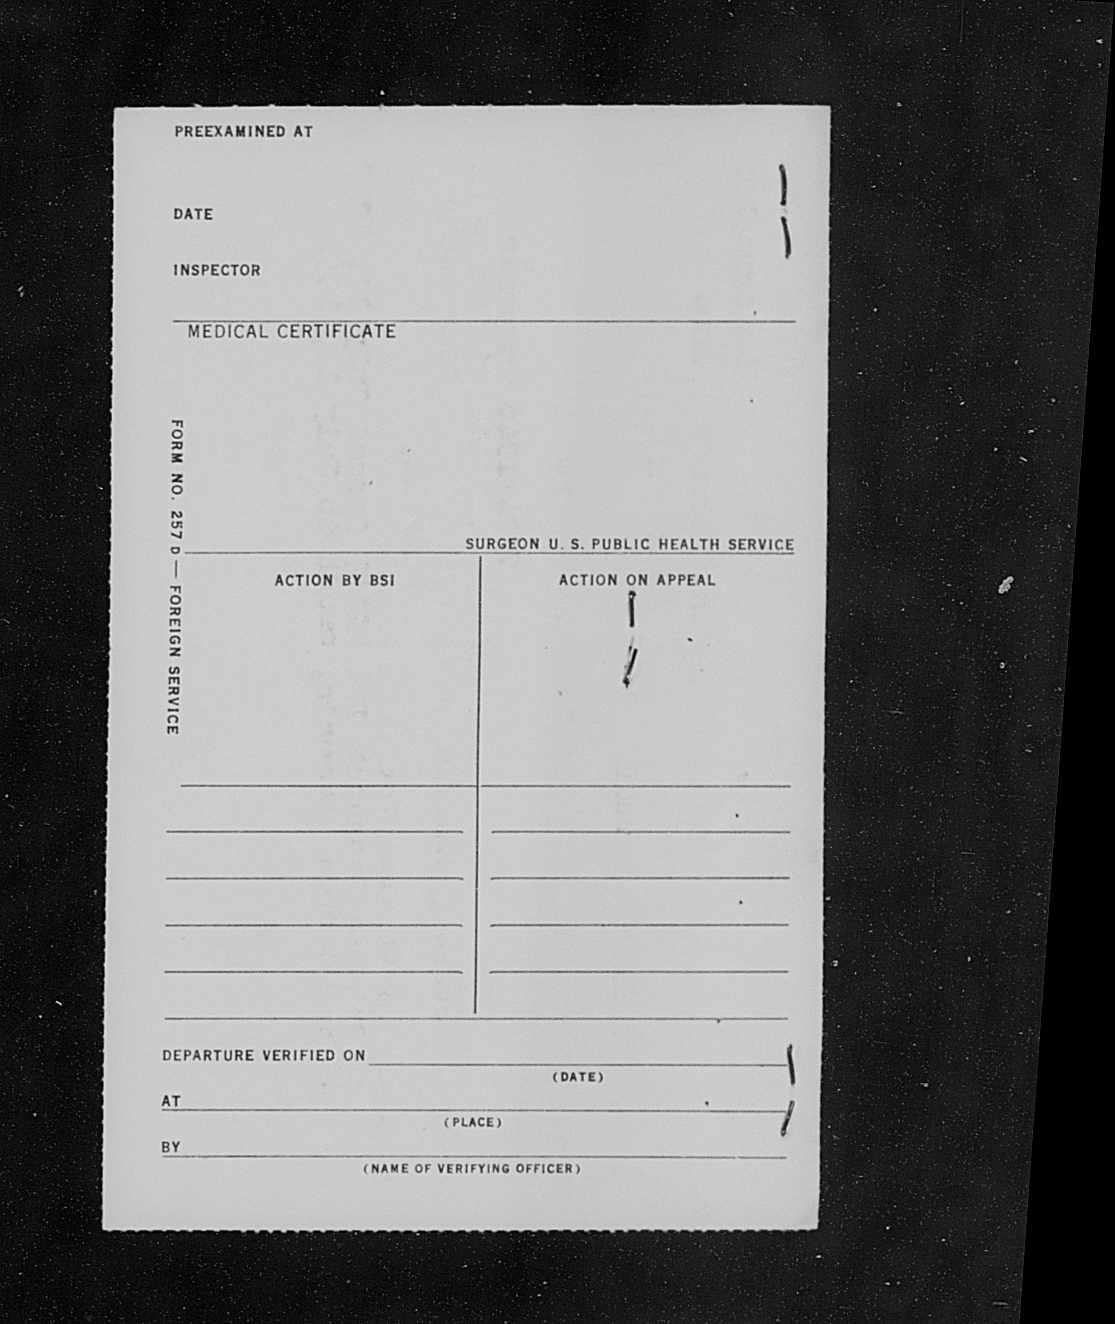 PREEXAMINED AT
DATE
INSPECTOR
MEDICAL CERTIFICATE
FORM NO. 257 D — FOREIGN SERVICE
SURGEON U. S. PUBLIC HEALTH SERVICE
ACTION BY BSI
ACTION ON APPEAL
DEPARTURE VERIFIED ON
(DATE)
AT
(PLACE)
BY
(NAME OF VERIFYING OFFICER)